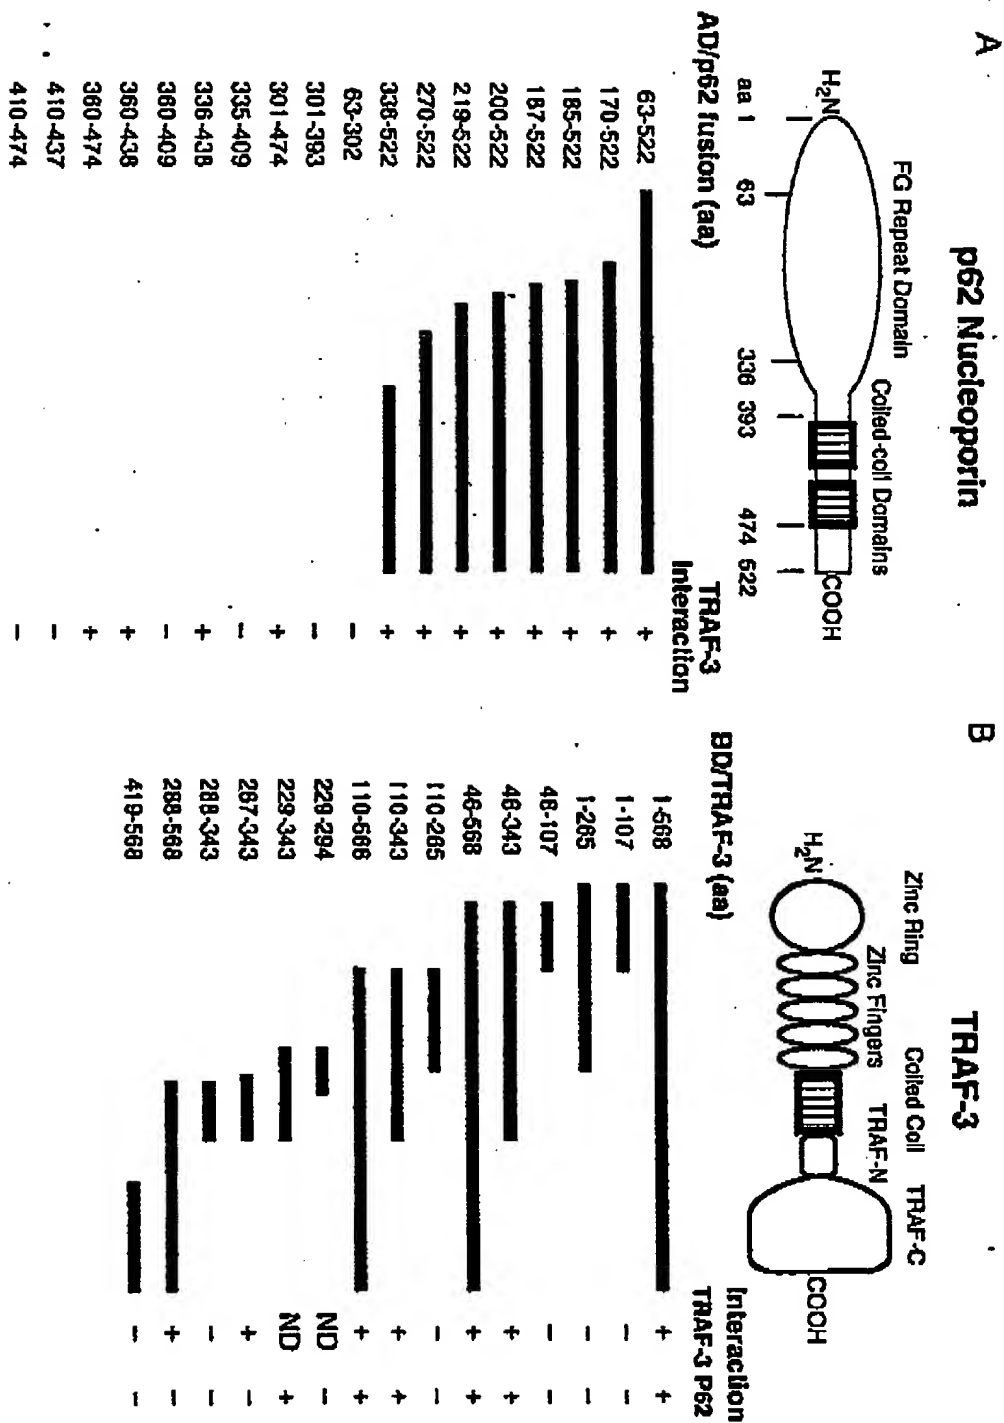 A
p62 Nucleoporin
FG Repeat Domain
Coiled-coil Domains
H₂N
COOH
aa 1 63 336 393 474 522
AD/p62 fusion (aa) TRAF-3 Interaction
63-522 +
170-522 +
185-522 +
187-522 +
200-522 +
219-522 +
270-522 +
336-522 +
63-302 –
301-393 –
301-474 +
335-409 –
336-438 +
360-409 –
360-438 +
360-474 +
410-437 –
410-474 –
B
TRAF-3
Zinc Ring
Zinc Fingers
Coiled Coil
TRAF-N
TRAF-C
H₂N
COOH
BD/TRAF-3 (aa) Interaction
TRAF-3 P62
1-568 + +
1-107 – –
1-265 – –
46-107 – –
46-343 + +
46-568 + +
110-265 – –
110-343 + +
110-568 + +
229-294 ND –
229-343 ND +
267-343 + –
288-343 – –
288-568 + –
419-568 – –